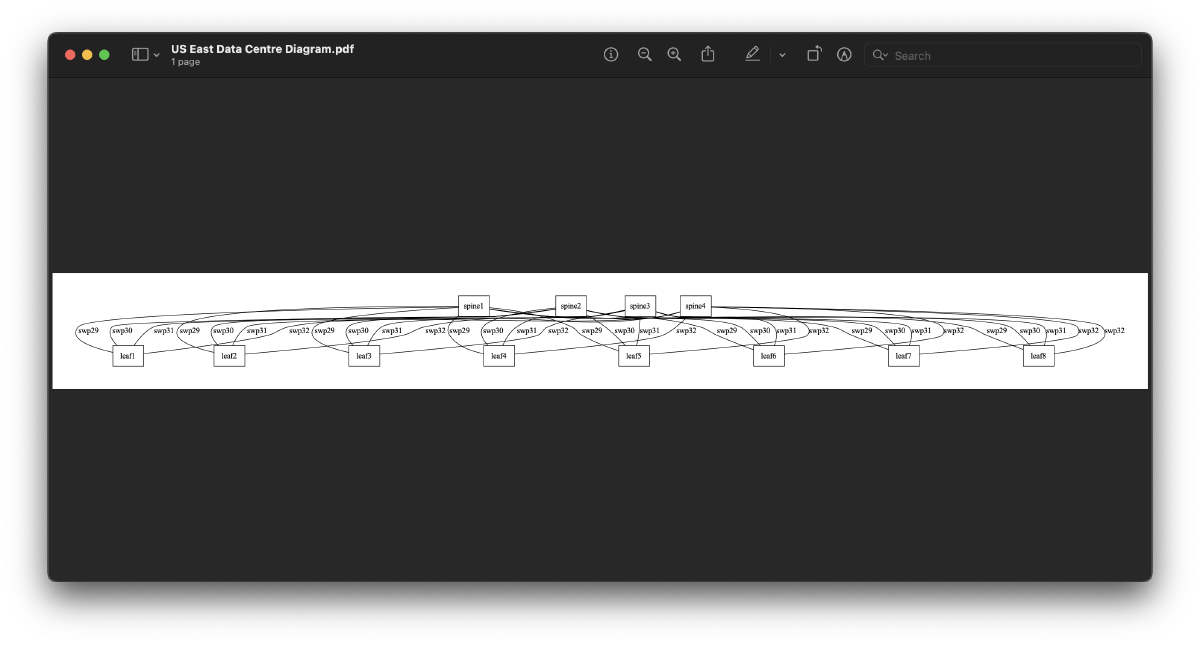 US East Data Centre Diagram.pdf
1 page
Search
spine1 spine2 spine3 spine4
swp29 swp30 swp31 swp29 swp30 swp31 swp32 swp29 swp30 swp31 swp32 swp29 swp30 swp31 swp32 swp29 swp30 swp31 swp32 swp29 swp30 swp31 swp32 swp29 swp30 swp31 swp32 swp29 swp30 swp31 swp32 swp32
leaf1 leaf2 leaf3 leaf4 leaf5 leaf6 leaf7 leaf8